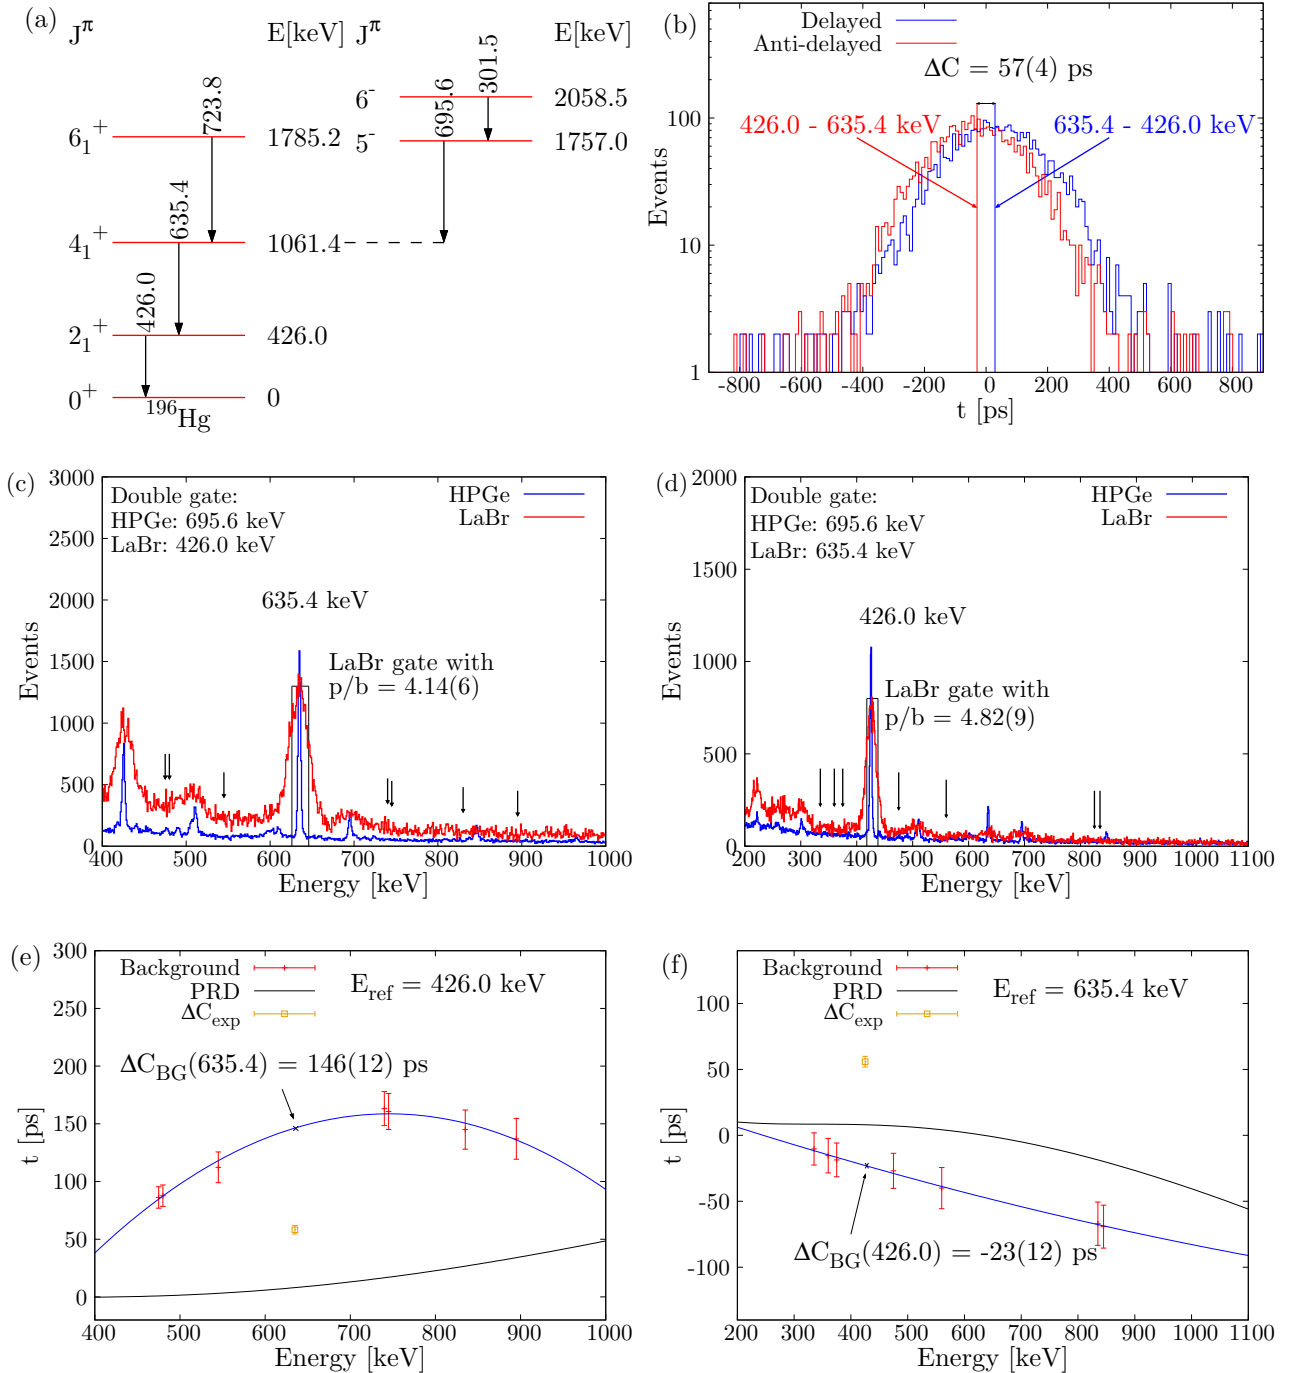 (a)
J^π E[keV] J^π E[keV]
723.8 695.6 301.5
6^- 2058.5
6_1^+ 1785.2 5^- 1757.0
635.4
4_1^+ 1061.4
426.0
2_1^+ 426.0
0^+ 0
^196Hg
(b)
Delayed
Anti-delayed
ΔC = 57(4) ps
426.0 - 635.4 keV 635.4 - 426.0 keV
Events
100
10
1
-800 -600 -400 -200 0 200 400 600 800
t [ps]
(c)
Double gate:
HPGe: 695.6 keV
LaBr: 426.0 keV
HPGe
LaBr
635.4 keV
LaBr gate with
p/b = 4.14(6)
Events
3000
2500
2000
1500
1000
500
0
400 500 600 700 800 900 1000
Energy [keV]
(d)
Double gate:
HPGe: 695.6 keV
LaBr: 635.4 keV
HPGe
LaBr
426.0 keV
LaBr gate with
p/b = 4.82(9)
Events
2000
1500
1000
500
0
200 300 400 500 600 700 800 900 1000 1100
Energy [keV]
(e)
Background
PRD
ΔC_exp
E_ref = 426.0 keV
ΔC_BG(635.4) = 146(12) ps
t [ps]
300
250
200
150
100
50
0
400 500 600 700 800 900 1000
Energy [keV]
(f)
Background
PRD
ΔC_exp
E_ref = 635.4 keV
ΔC_BG(426.0) = -23(12) ps
t [ps]
100
50
0
-50
-100
200 300 400 500 600 700 800 900 1000 1100
Energy [keV]